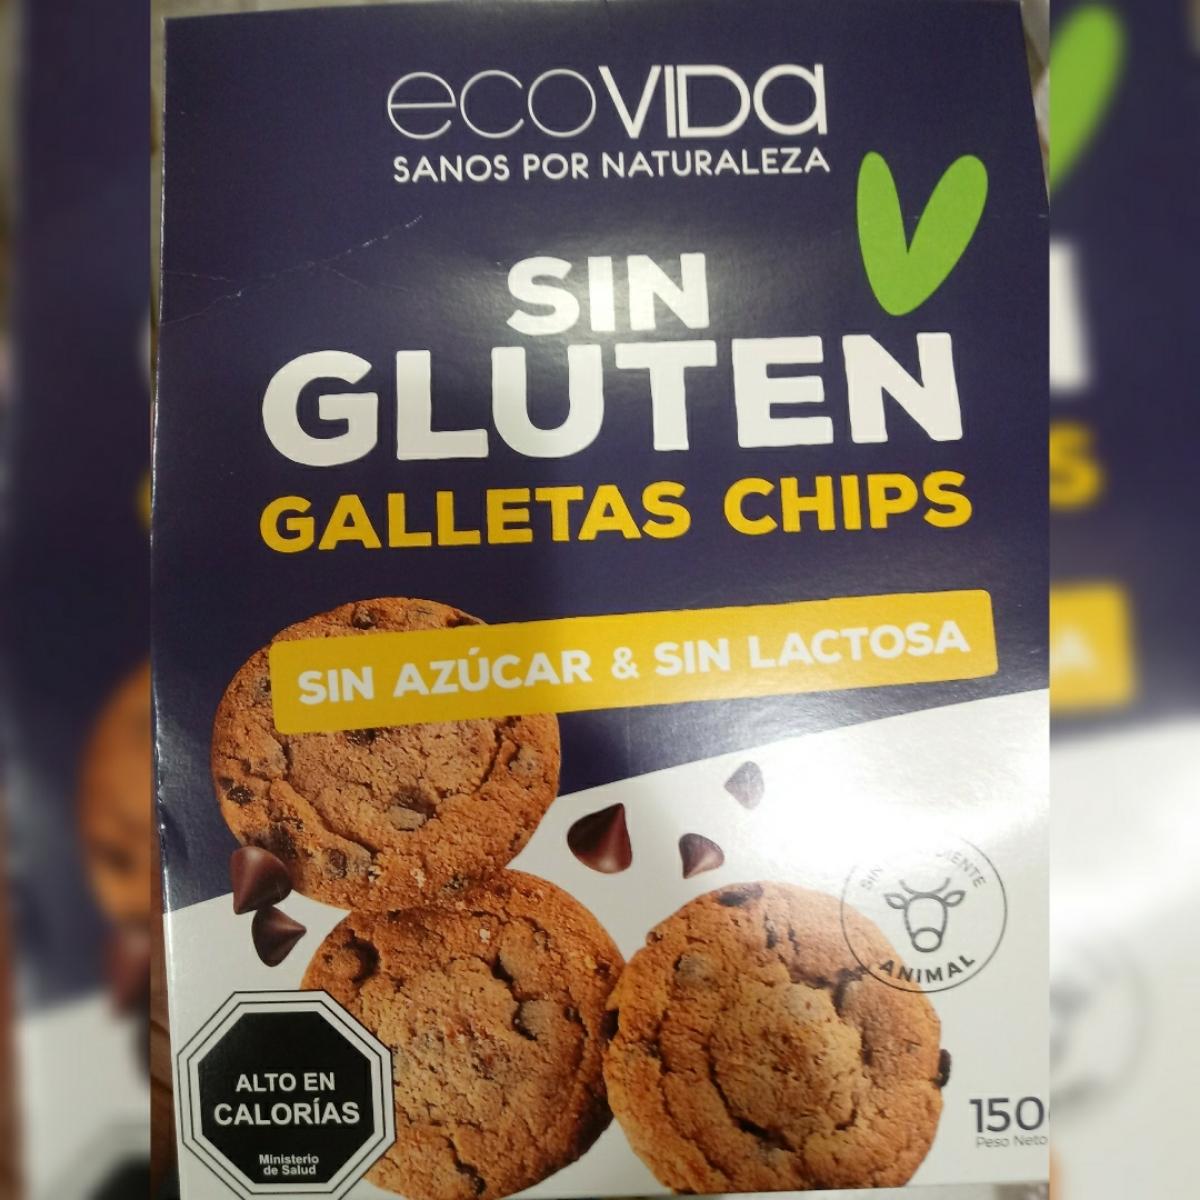 ecoVIDa
SANOS POR NATURALEZA
SIN
GLUTEN
GALLETAS CHIPS
SIN AZÚCAR & SIN LACTOSA
SIN
ANIMAL
ALTO EN
CALORÍAS
Ministerio
de Salud
150
Peso Neto